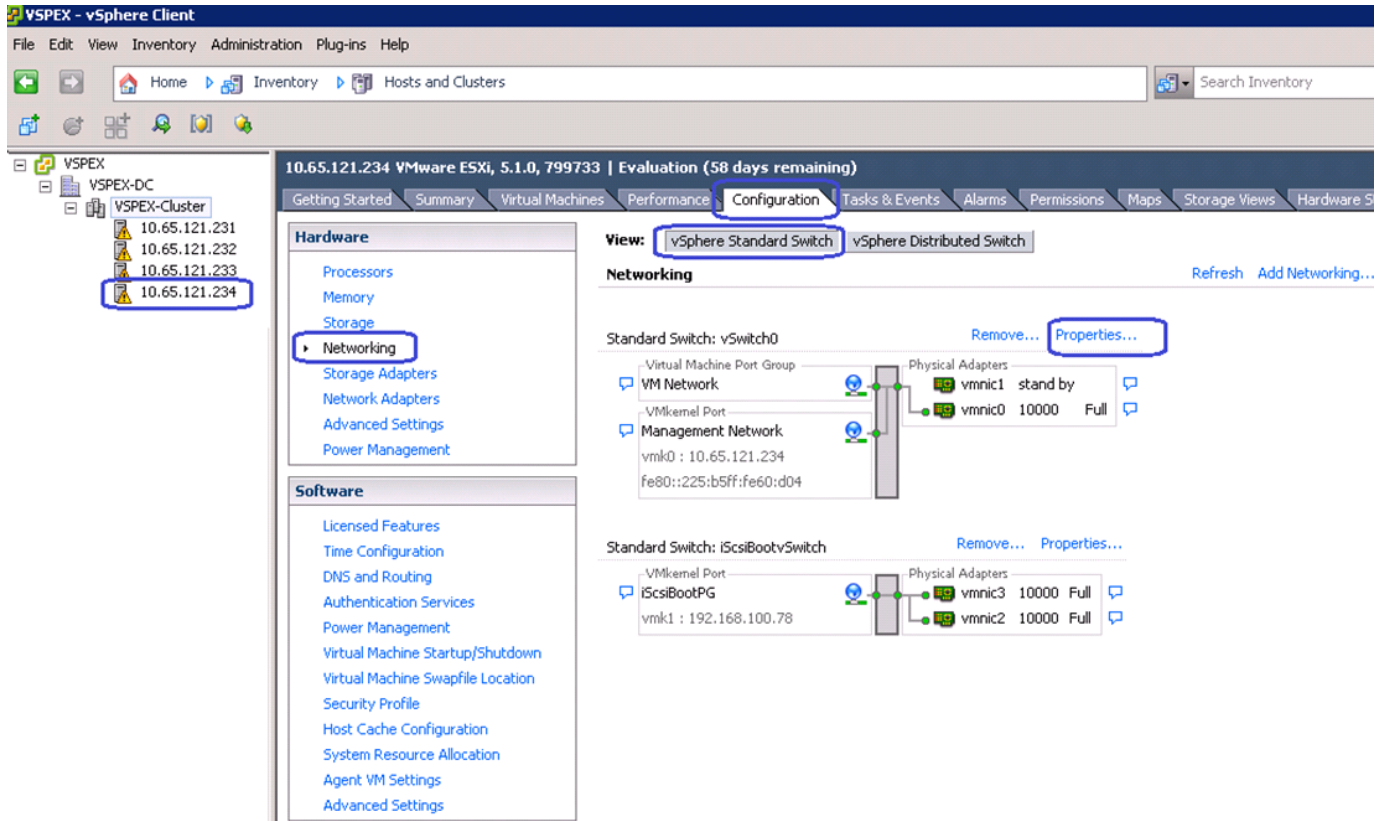 VSPEX - vSphere Client
File Edit View Inventory Administration Plug-ins Help
Home Inventory Hosts and Clusters
Search Inventory
VSPEX
VSPEX-DC
VSPEX-Cluster
10.65.121.231
10.65.121.232
10.65.121.233
10.65.121.234
10.65.121.234 VMware ESXi, 5.1.0, 799733 | Evaluation (58 days remaining)
Getting Started Summary Virtual Machines Performance Configuration Tasks & Events Alarms Permissions Maps Storage Views Hardware S
Hardware
Processors
Memory
Storage
Networking
Storage Adapters
Network Adapters
Advanced Settings
Power Management
Software
Licensed Features
Time Configuration
DNS and Routing
Authentication Services
Power Management
Virtual Machine Startup/Shutdown
Virtual Machine Swapfile Location
Security Profile
Host Cache Configuration
System Resource Allocation
Agent VM Settings
Advanced Settings
View: vSphere Standard Switch vSphere Distributed Switch
Networking
Refresh Add Networking...
Standard Switch: vSwitch0 Remove... Properties...
Virtual Machine Port Group
VM Network
VMkernel Port
Management Network
vmk0 : 10.65.121.234
fe80::225:b5ff:fe60:d04
Physical Adapters
vmnic1 stand by
vmnic0 10000 Full
Standard Switch: iScsiBootvSwitch Remove... Properties...
VMkernel Port
iScsiBootPG
vmk1 : 192.168.100.78
Physical Adapters
vmnic3 10000 Full
vmnic2 10000 Full